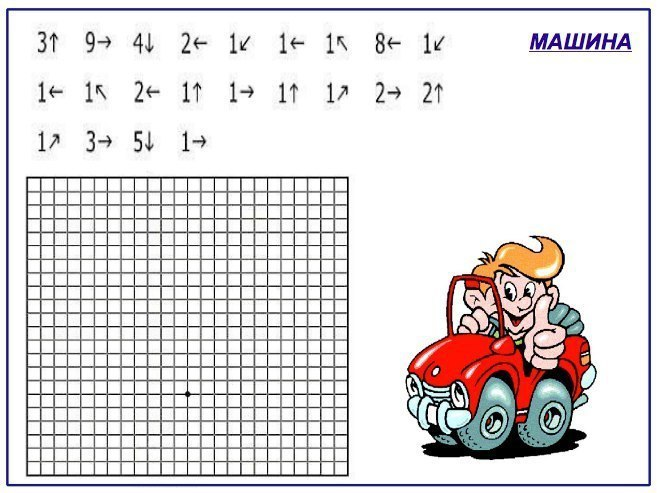 МАШИНА
3↑ 9→ 4↓ 2← 1↙ 1← 1↖ 8← 1↙
1← 1↖ 2← 1↑ 1→ 1↑ 1↗ 2→ 2↑
1↗ 3→ 5↓ 1→